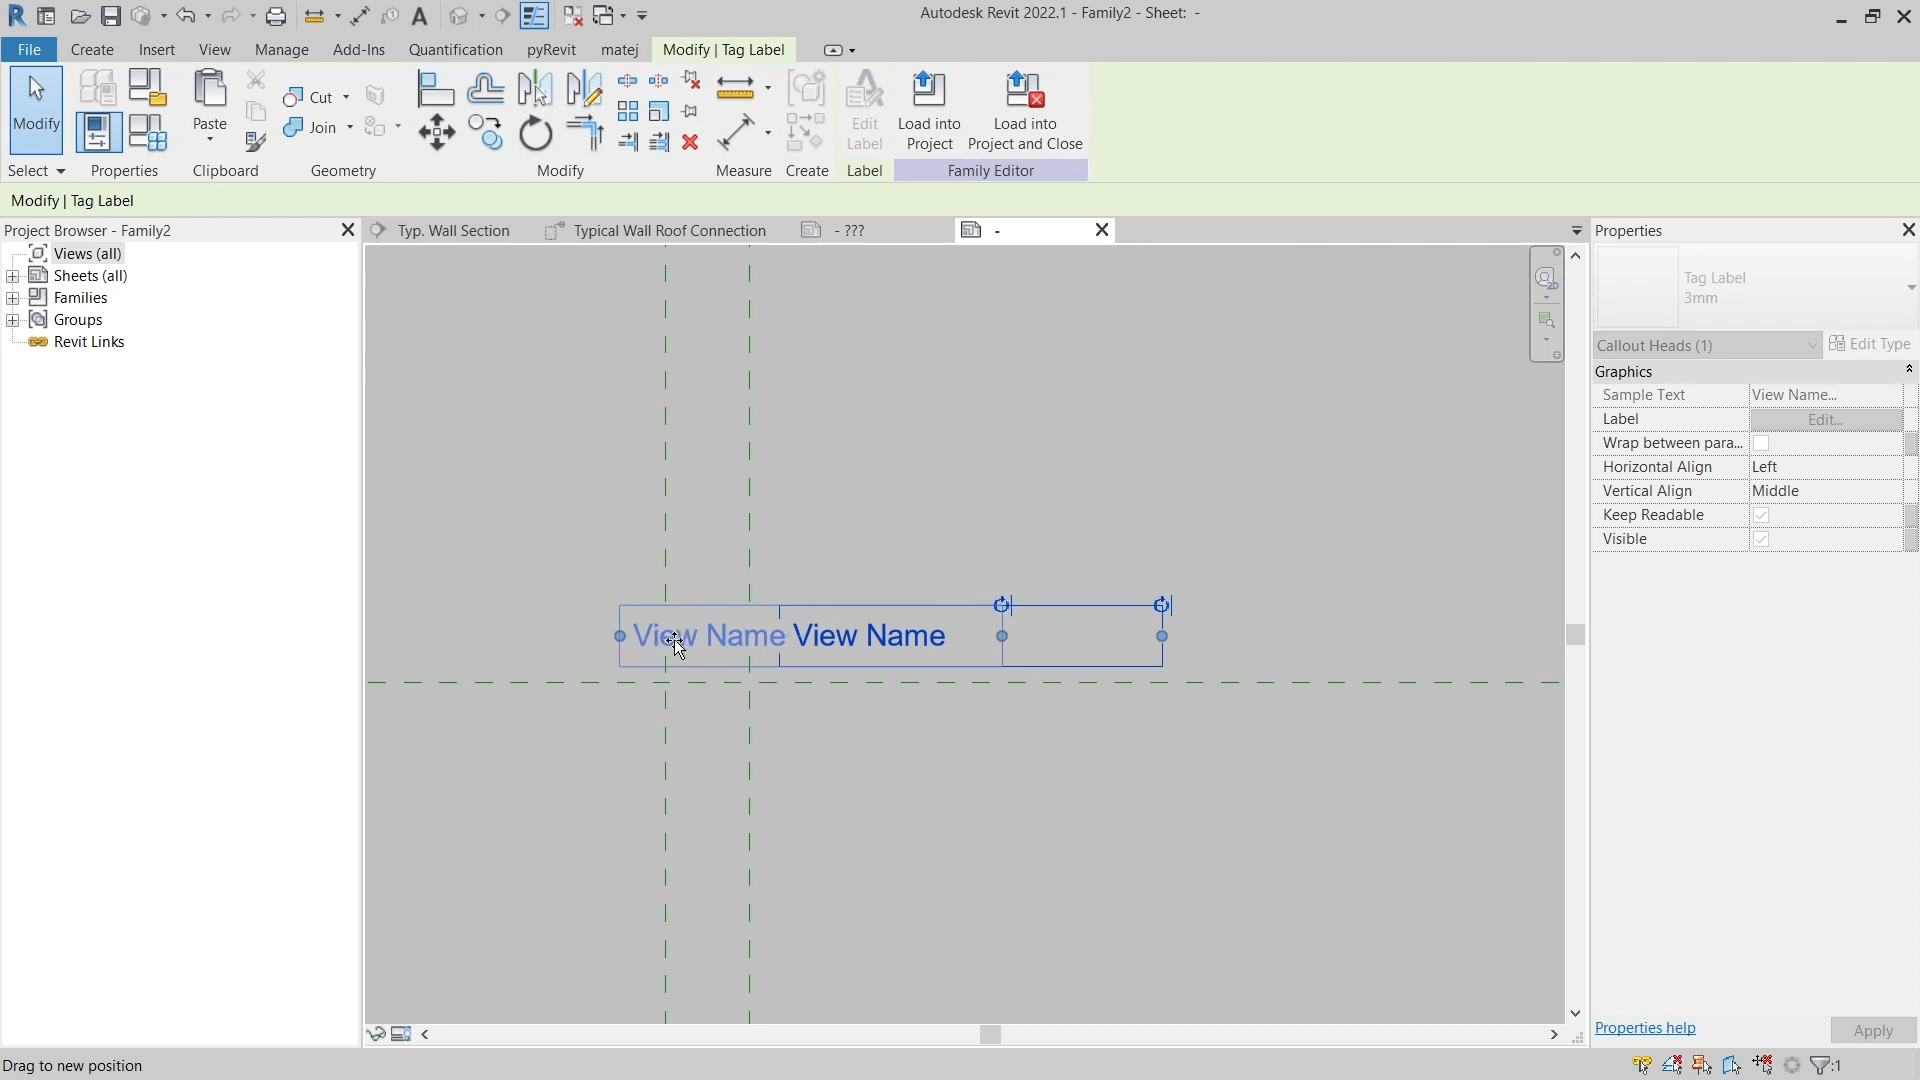 Autodesk Revit 2022.1 - Family2 - Sheet: -
File Create Insert View Manage Add-Ins Quantification pyRevit matej Modify | Tag Label
Modify
Paste
Cut
Join
Edit
Label
Load into
Project
Load into
Project and Close
Select Properties Clipboard Geometry Modify Measure Create Label Family Editor
Modify | Tag Label
Project Browser - Family2
Typ. Wall Section
Typical Wall Roof Connection
- ???
-
Properties
Views (all)
Sheets (all)
Families
Groups
Revit Links
View Name View Name
2D
Tag Label
3mm
Callout Heads (1)
Edit Type
Graphics
Sample Text View Name...
Label Edit...
Wrap between para...
Horizontal Align Left
Vertical Align Middle
Keep Readable
Visible
Properties help
Apply
Drag to new position
:1